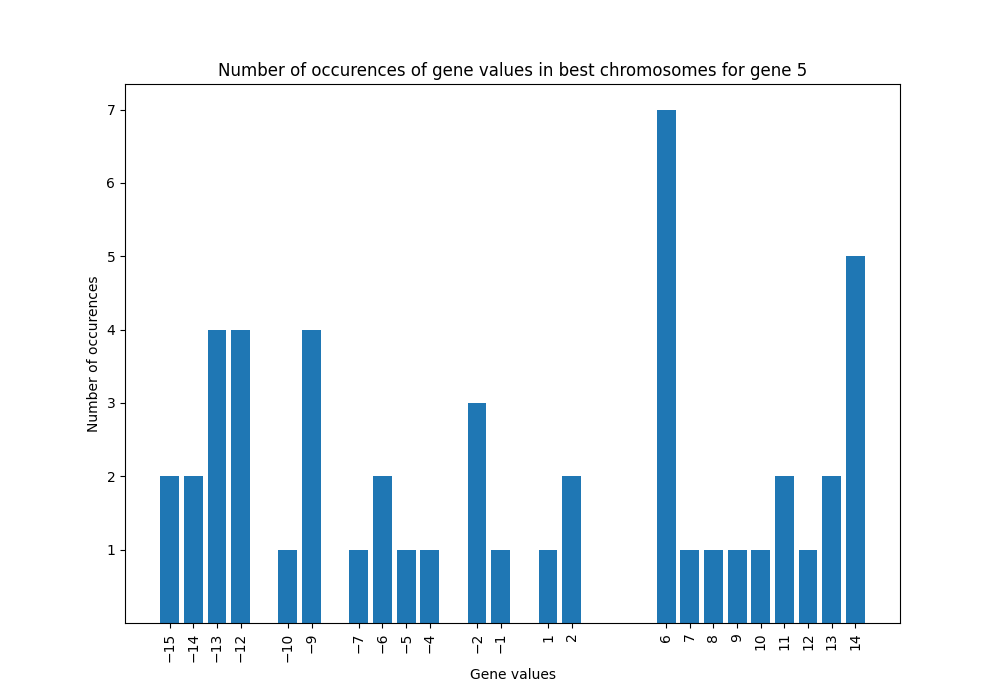 Number of occurences of gene values in best chromosomes for gene 5
Number of occurences
7
6
5
4
3
2
1
−15 −14 −13 −12 −10 −9 −7 −6 −5 −4 −2 −1 1 2 6 7 8 9 10 11 12 13 14
Gene values